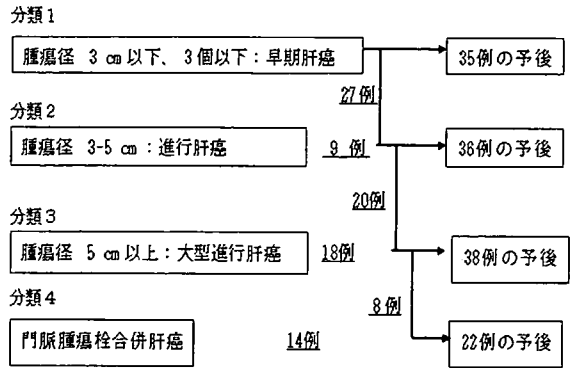 分類1
腫瘍径 3 cm以下、3個以下：早期肝癌
35例の予後
27例
分類2
腫瘍径 3-5 cm：進行肝癌
9 例
36例の予後
20例
分類3
腫瘍径 5 cm以上：大型進行肝癌
18例
38例の予後
分類4
8例
門脈腫瘍栓合併肝癌
14例
22例の予後